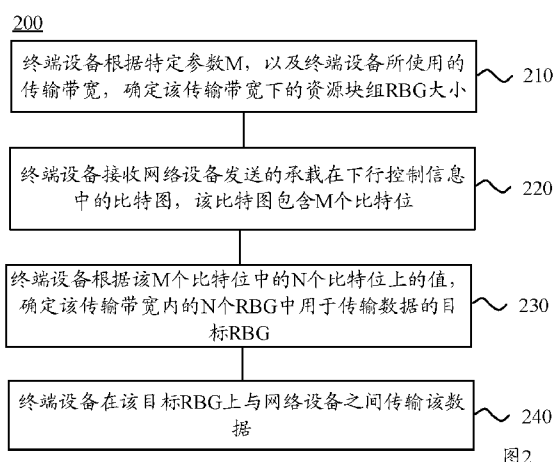 200
终端设备根据特定参数M，以及终端设备所使用的
传输带宽，确定该传输带宽下的资源块组RBG大小
210
终端设备接收网络设备发送的承载在下行控制信息
中的比特图，该比特图包含M个比特位
220
终端设备根据该M个比特位中的N个比特位上的值，
确定该传输带宽内的N个RBG中用于传输数据的目
标RBG
230
终端设备在该目标RBG上与网络设备之间传输该数
据
240
图2